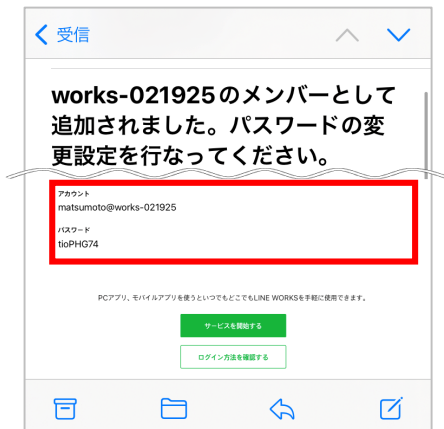 受信
works-021925のメンバーとして
追加されました。パスワードの変
更設定を行なってください。
アカウント
matsumoto@works-021925
パスワード
tioPHG74
PCアプリ、モバイルアプリを使うといつでもどこでもLINE WORKSを手軽に使用できます。
サービスを開始する
ログイン方法を確認する